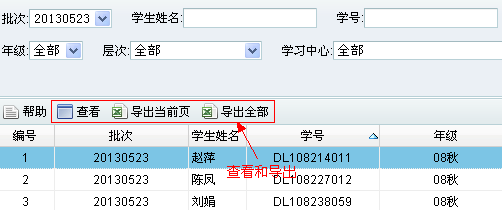 批次: 20130523 学生姓名: 学号:
年级: 全部 层次: 全部 学习中心: 全部
帮助 查看 导出当前页 导出全部
编号 批次 学生姓名 学号 年级
1 20130523 赵萍 DL108214011 08秋
查看和导出
2 20130523 陈凤 DL108227012 08秋
3 20130523 刘娟 DL108238059 08秋